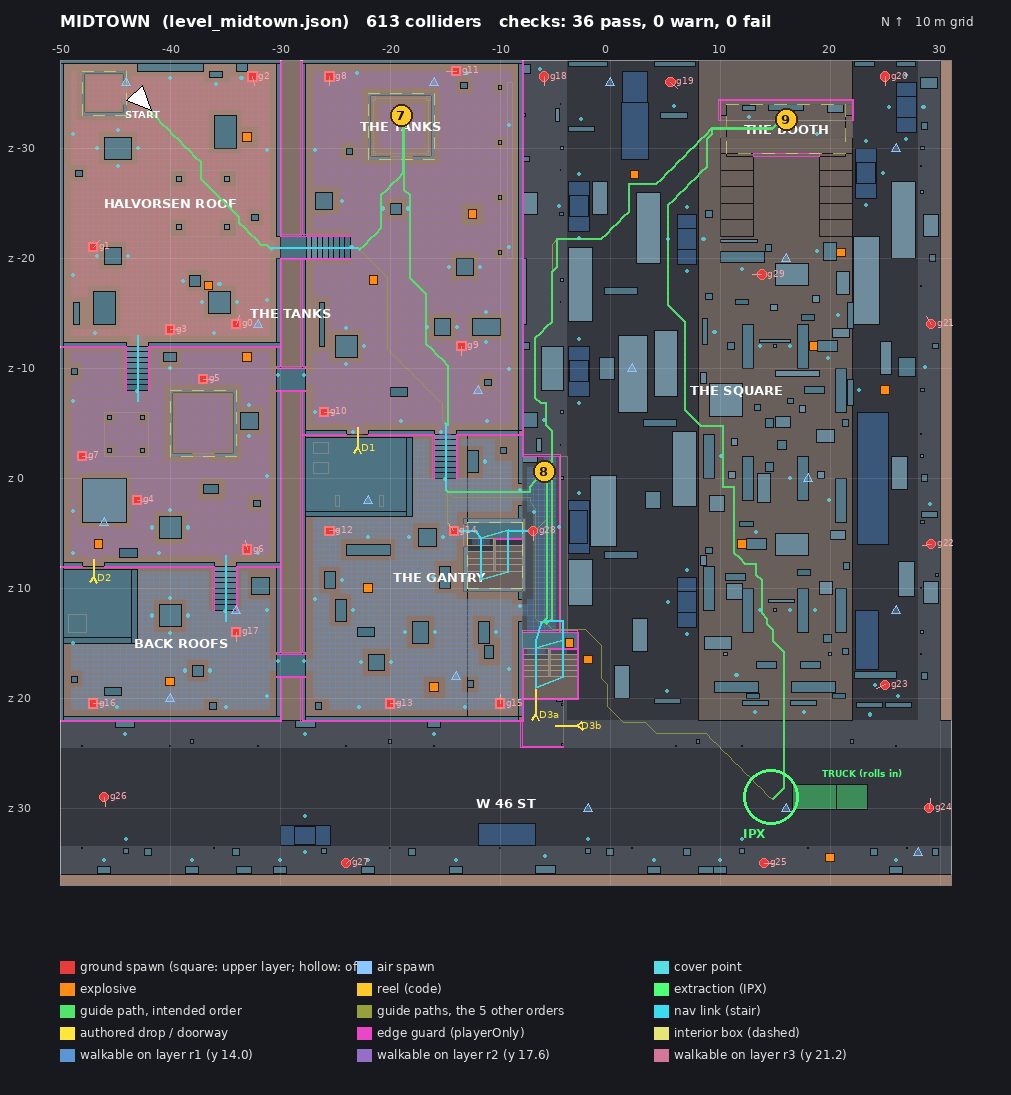 MIDTOWN (level_midtown.json) 613 colliders checks: 36 pass, 0 warn, 0 fail
N ↑ 10 m grid
-50 -40 -30 -20 -10 0 10 20 30
g2 g8 g11 g18 g19 g20
START
7
THE TANKS
9
THE BOOTH
z -30
HALVORSEN ROOF
g1
z -20
g29
g3 g0
THE TANKS
g9
g21
z -10
g5
THE SQUARE
g10
D1
g7
z 0
8
g4
g12 g14 g28
g6
g22
D2
THE GANTRY
z 10
g17
BACK ROOFS
g16 g13 g15
z 20
g23
D3a
D3b
TRUCK (rolls in)
g26
W 46 ST
z 30
g24
IPX
g27 g25
ground spawn (square: upper layer; hollow: of
air spawn
cover point
explosive
reel (code)
extraction (IPX)
guide path, intended order
guide paths, the 5 other orders
nav link (stair)
authored drop / doorway
edge guard (playerOnly)
interior box (dashed)
walkable on layer r1 (y 14.0)
walkable on layer r2 (y 17.6)
walkable on layer r3 (y 21.2)